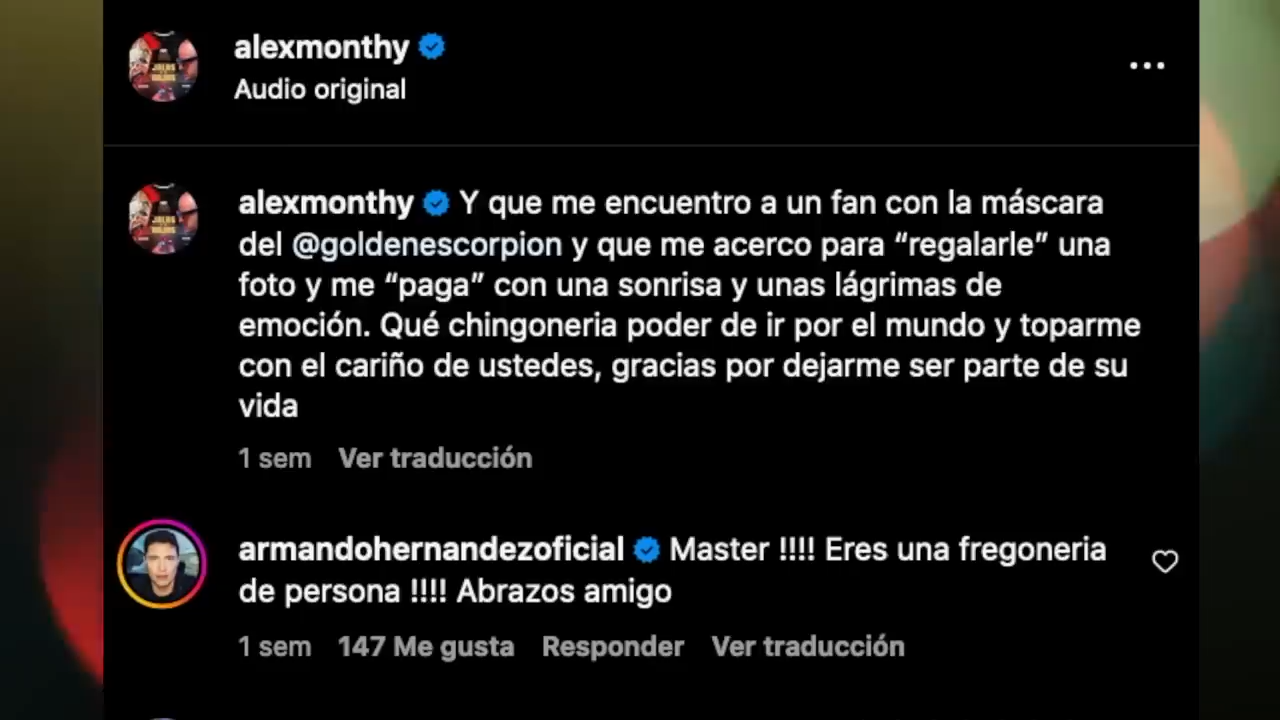 alexmonthy
Audio original
alexmonthy Y que me encuentro a un fan con la máscara
del @goldenescorpion y que me acerco para “regalarle” una
foto y me “paga” con una sonrisa y unas lágrimas de
emoción. Qué chingoneria poder de ir por el mundo y toparme
con el cariño de ustedes, gracias por dejarme ser parte de su
vida
1 sem Ver traducción
armandohernandezoficial Master !!!! Eres una fregoneria
de persona !!!! Abrazos amigo
1 sem 147 Me gusta Responder Ver traducción